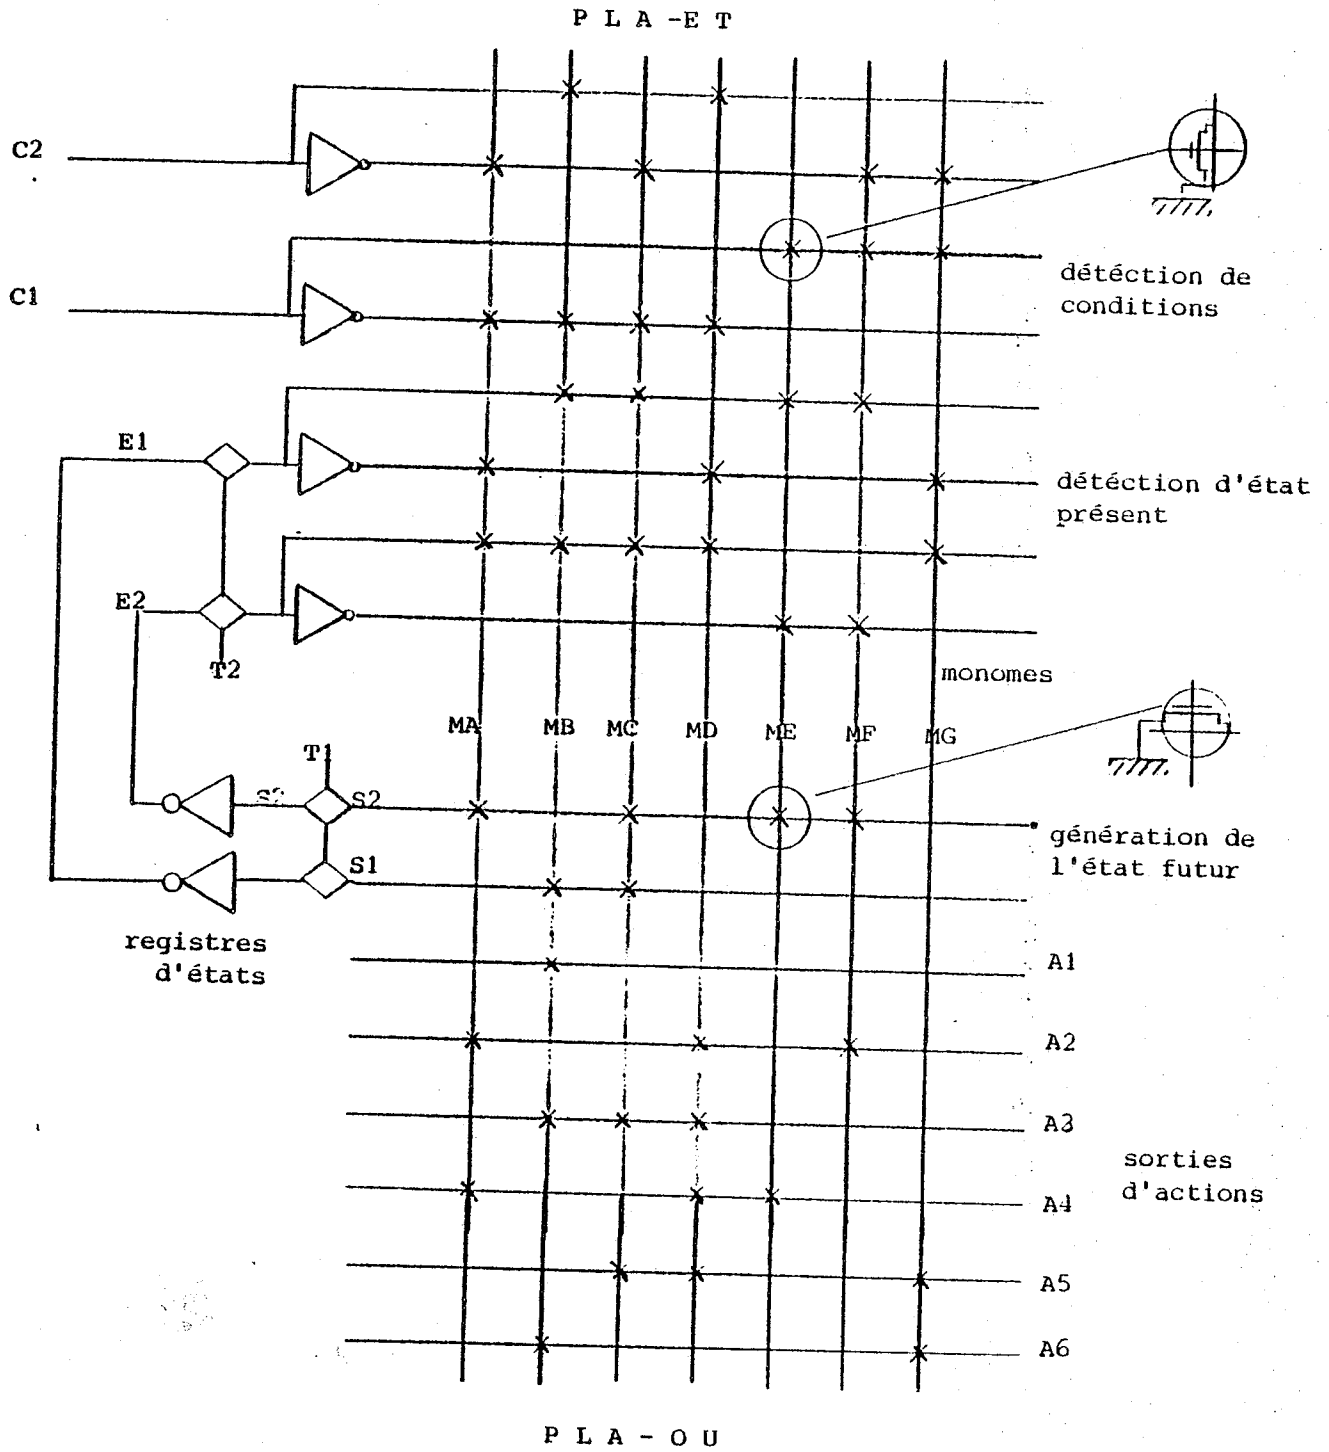 P L A -E T
C2
C1
détéction de
conditions
E1
détéction d'état
présent
E2
T2
monomes
MA MB MC MD ME MF MG
T1
S2 S2
S1
génération de
l'état futur
registres
d'états
A1
A2
A3
sorties
d'actions
A4
A5
A6
P L A - O U